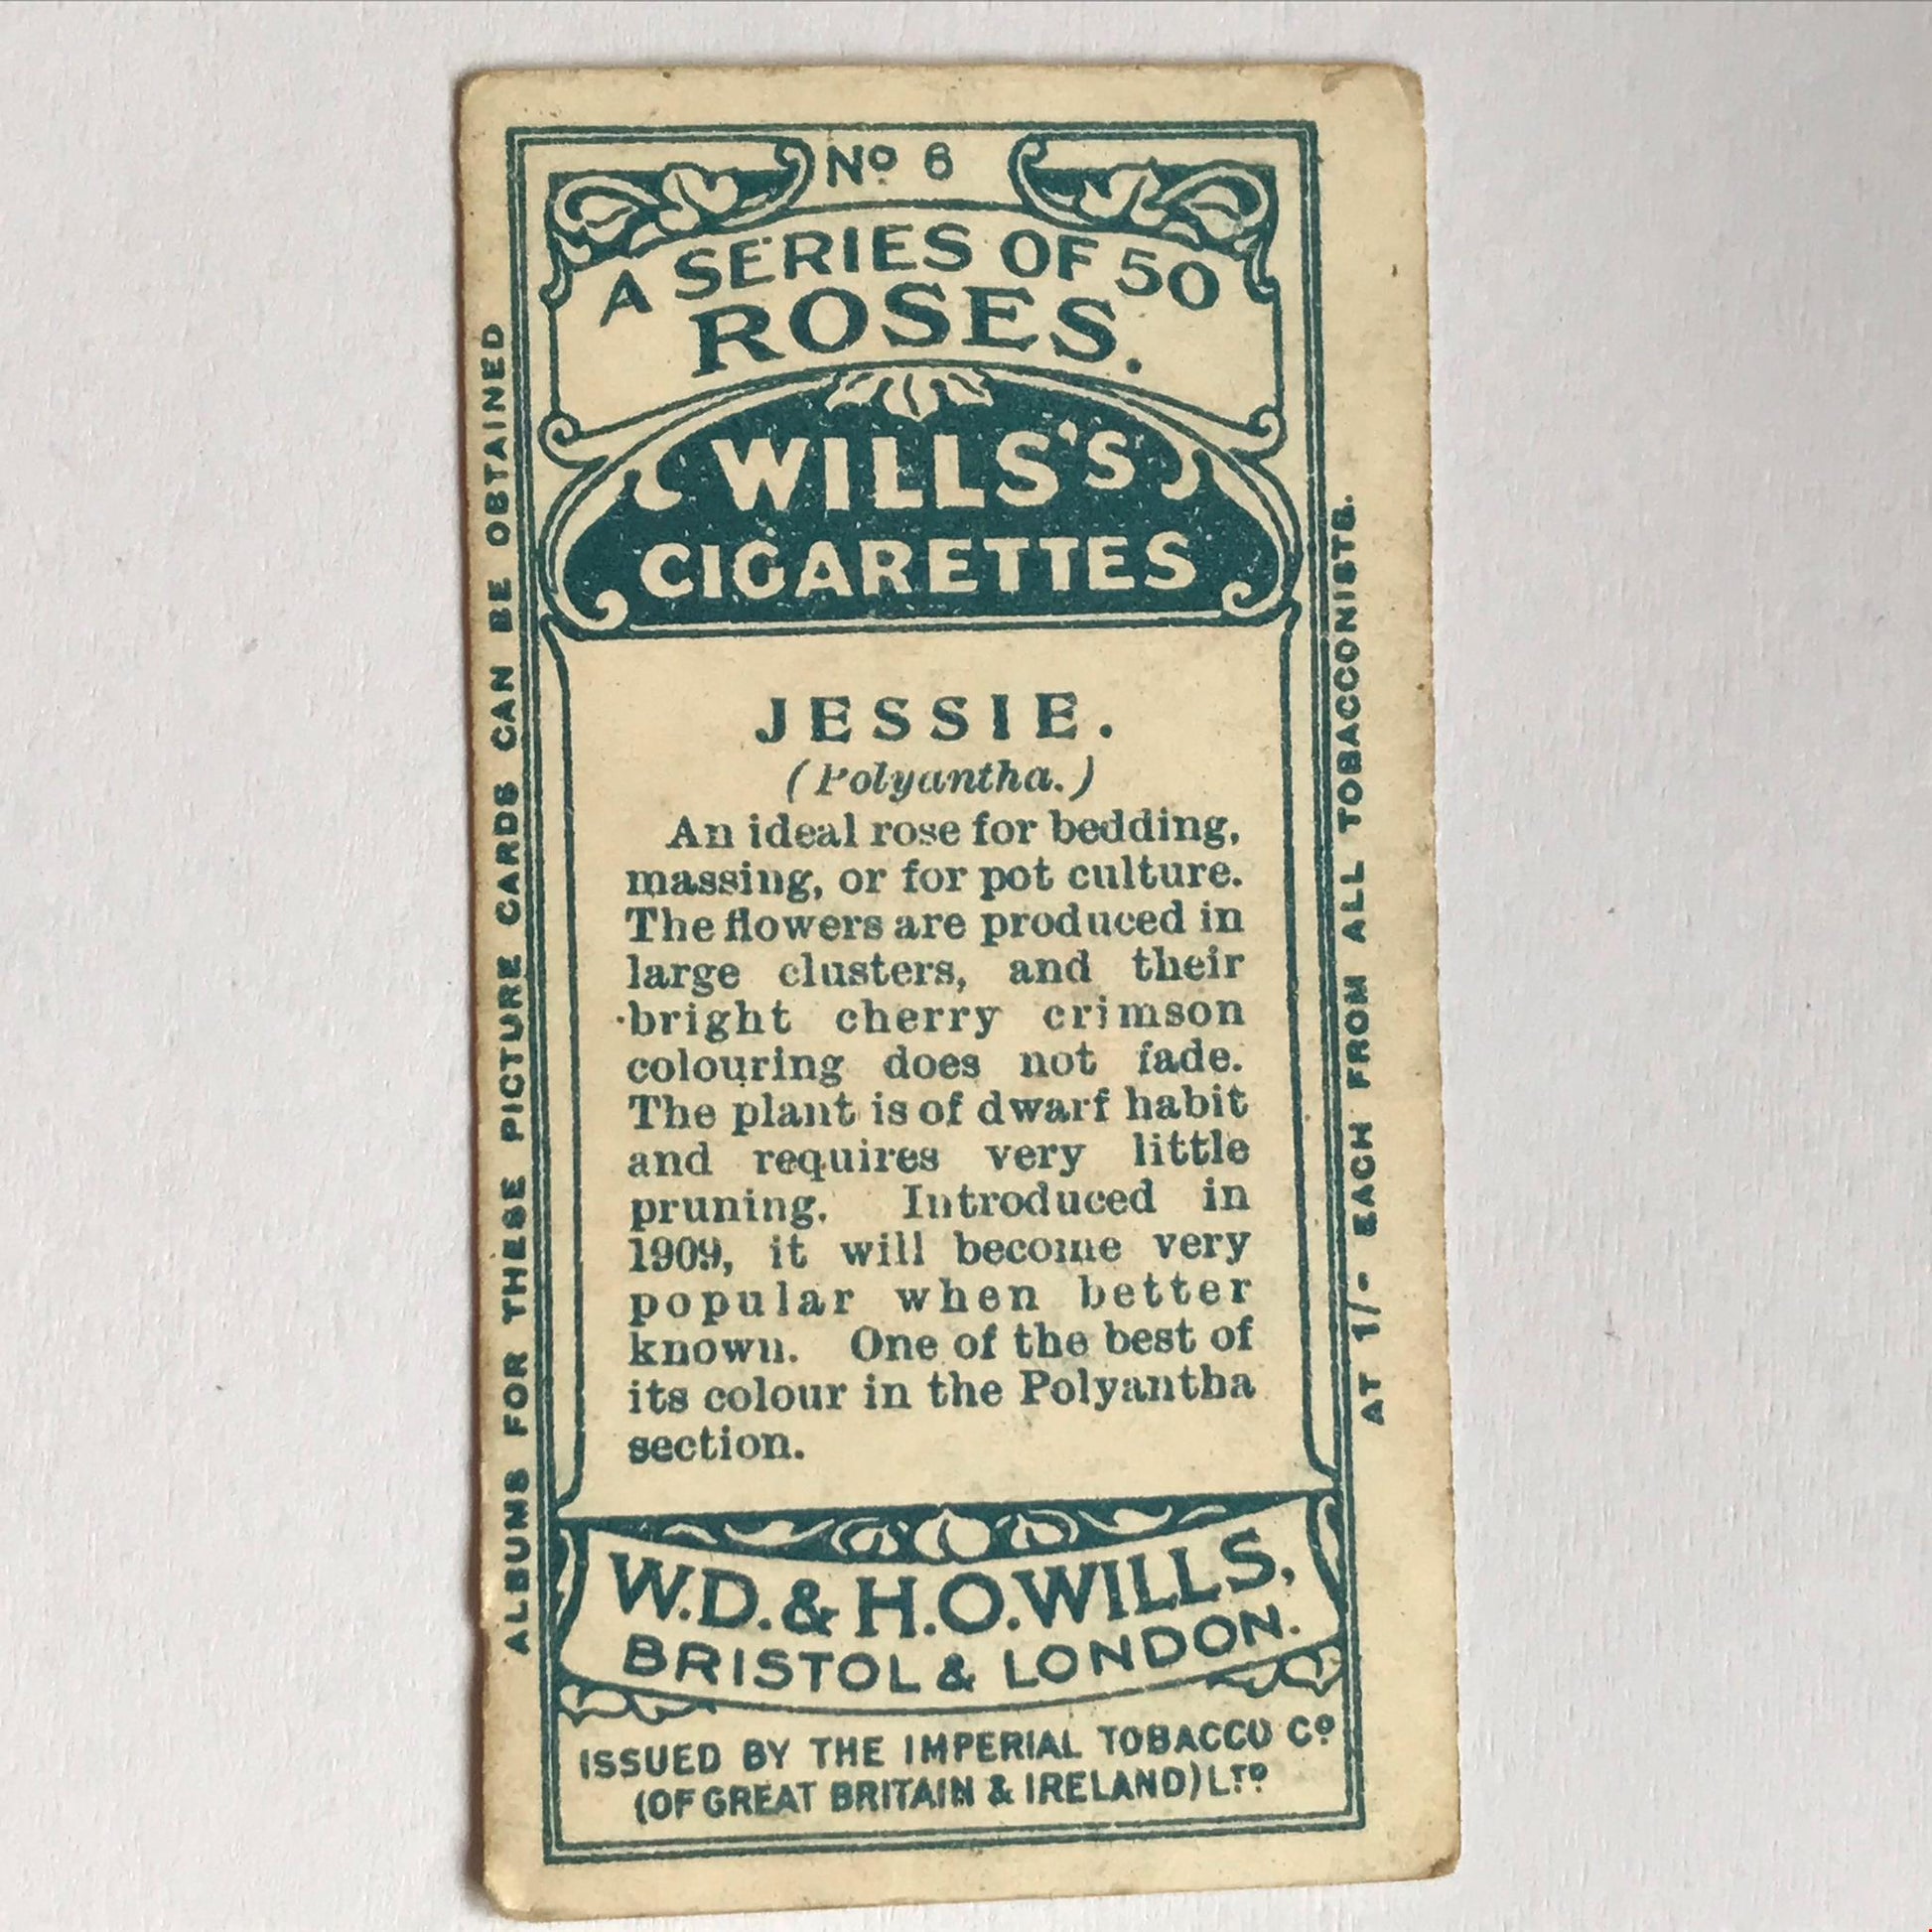 No. 6
A SERIES OF 50
ROSES.
WILLS'S
CIGARETTES
JESSIE.
(Polyantha.)
An ideal rose for bedding,
massing, or for pot culture.
The flowers are produced in
large clusters, and their
bright cherry crimson
colouring does not fade.
The plant is of dwarf habit
and requires very little
pruning. Introduced in
1909, it will become very
popular when better
known. One of the best of
its colour in the Polyantha
section.
W.D. & H.O. WILLS,
BRISTOL & LONDON.
ISSUED BY THE IMPERIAL TOBACCO Co.
(OF GREAT BRITAIN & IRELAND) LTD.
ALBUMS FOR THESE PICTURE CARDS CAN BE OBTAINED
AT 1/- EACH FROM ALL TOBACCONISTS.